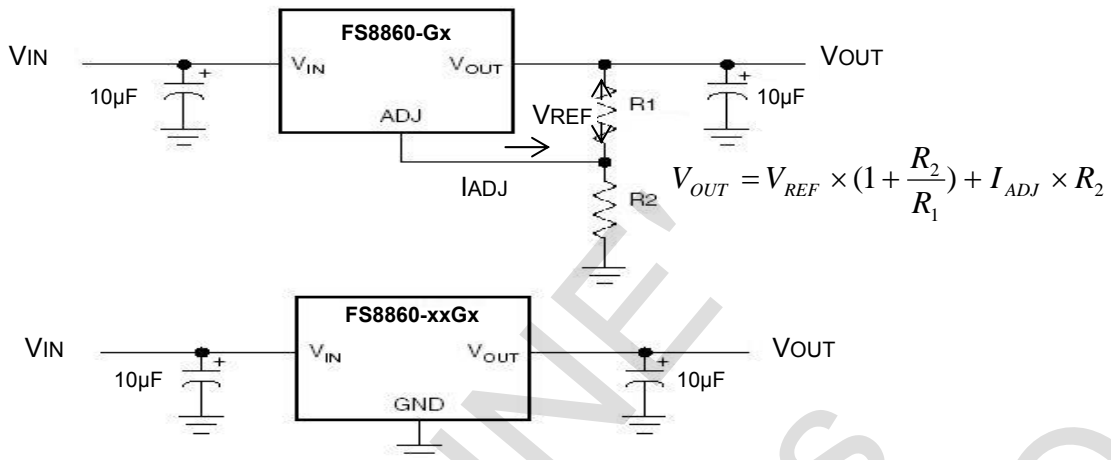 FS8860-Gx
VIN
VIN
VOUT
VOUT
10µF
+
ADJ
VREF
R1
+
10µF
IADJ
R2
VOUT = VREF × (1 + R2/R1) + IADJ × R2
FS8860-xxGx
VIN
VIN
VOUT
VOUT
10µF
+
GND
+
10µF